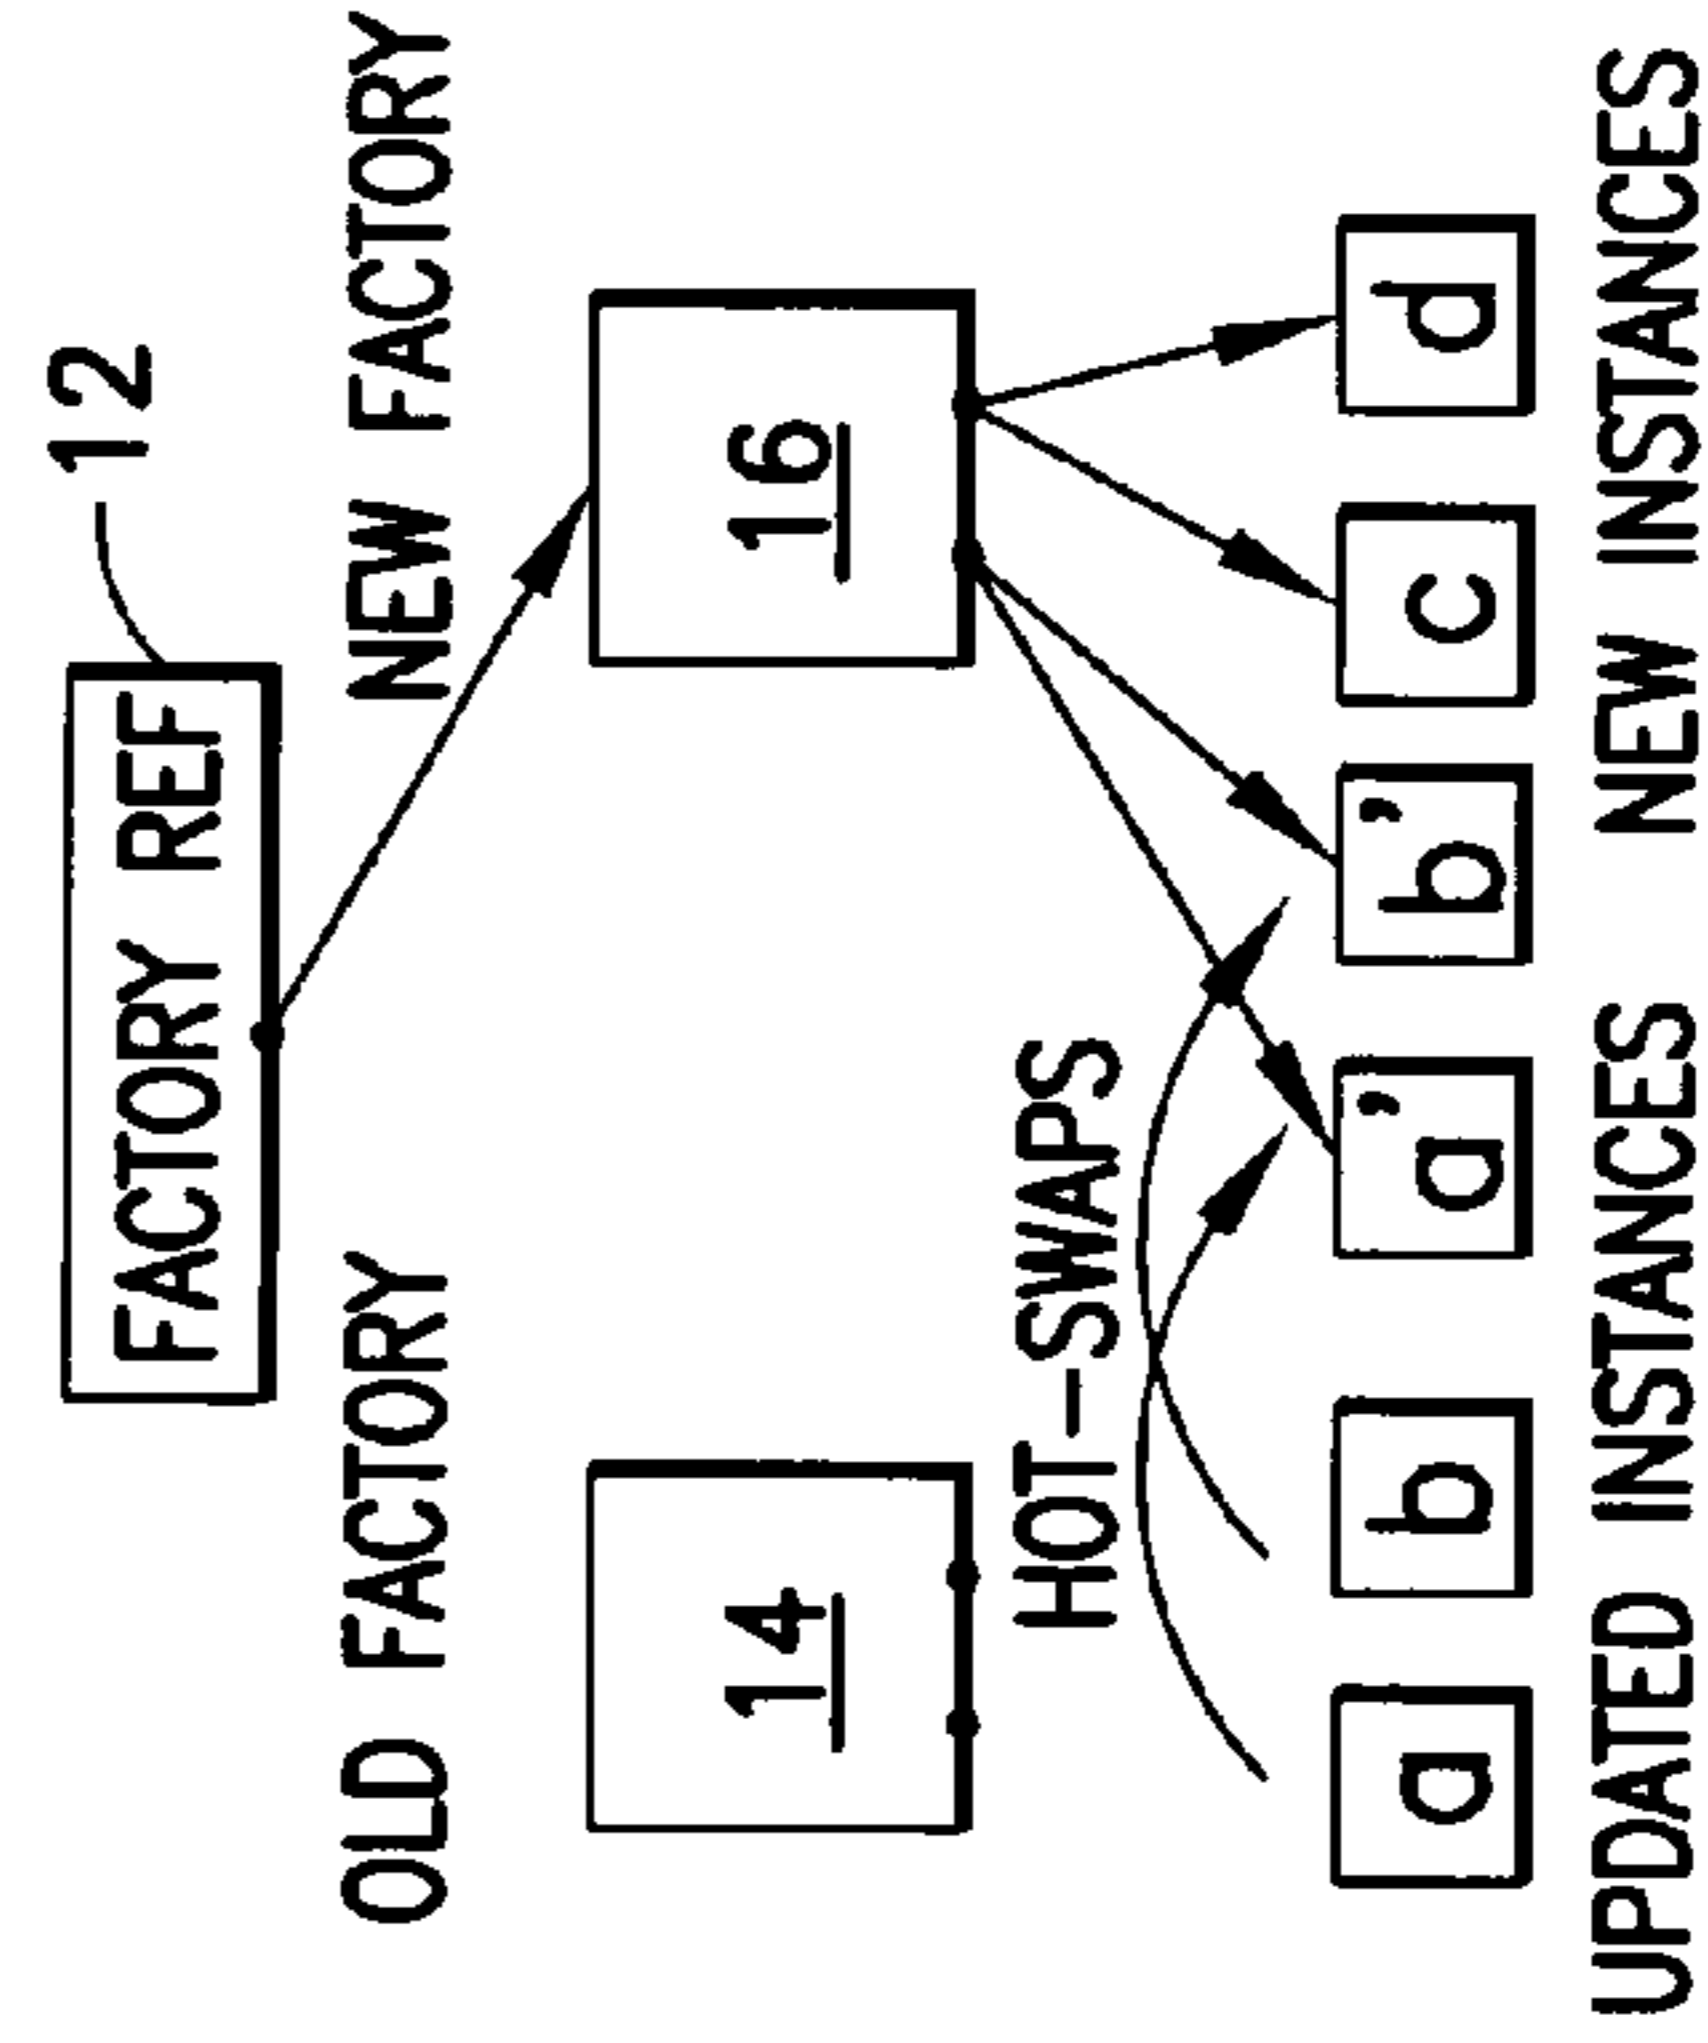 12
FACTORY REF
OLD FACTORY
NEW FACTORY
14
16
HOT-SWAPS
a
b
a’
b’
c
d
UPDATED INSTANCES
NEW INSTANCES